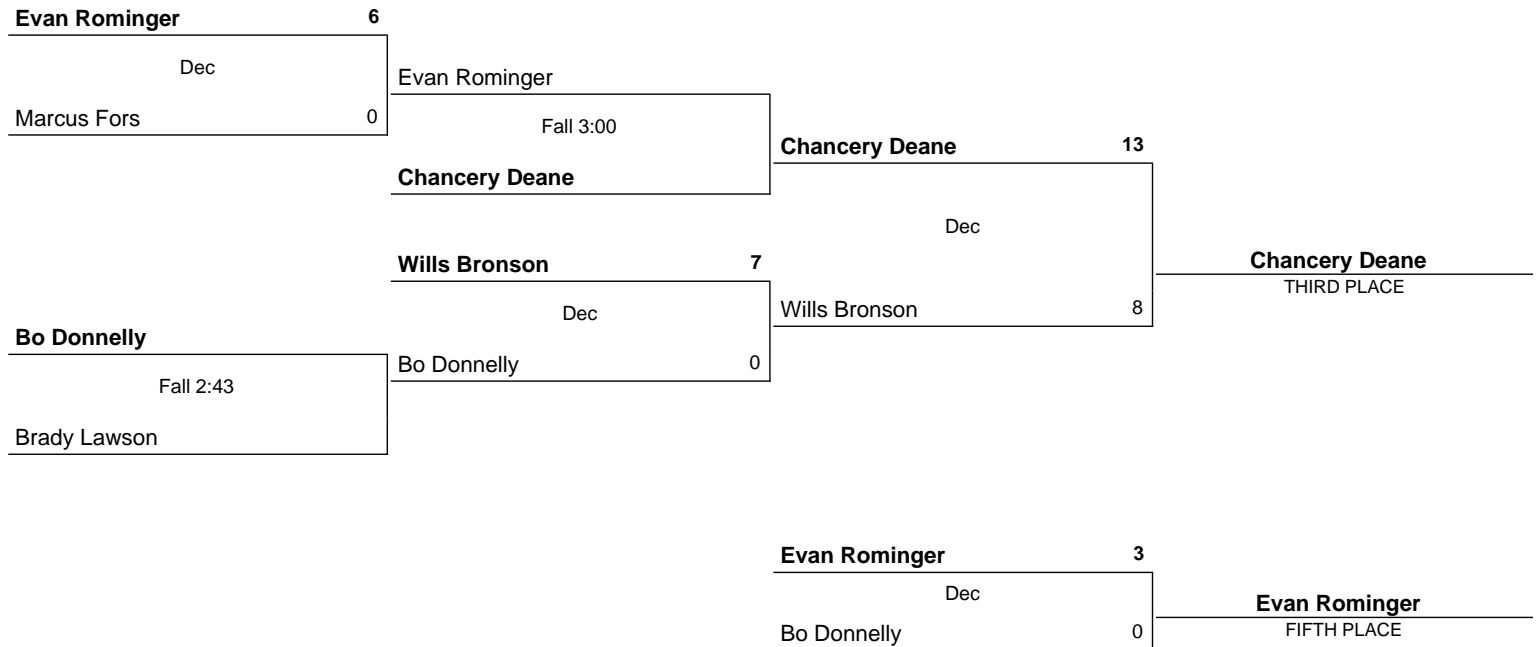 Evan Rominger 6
Dec
Marcus Fors 0
Evan Rominger
Fall 3:00
Chancery Deane
Chancery Deane 13
Dec
Wills Bronson 8
Wills Bronson 7
Dec
Bo Donnelly 0
Bo Donnelly
Fall 2:43
Brady Lawson
Chancery Deane
THIRD PLACE
Evan Rominger 3
Dec
Bo Donnelly 0
Evan Rominger
FIFTH PLACE